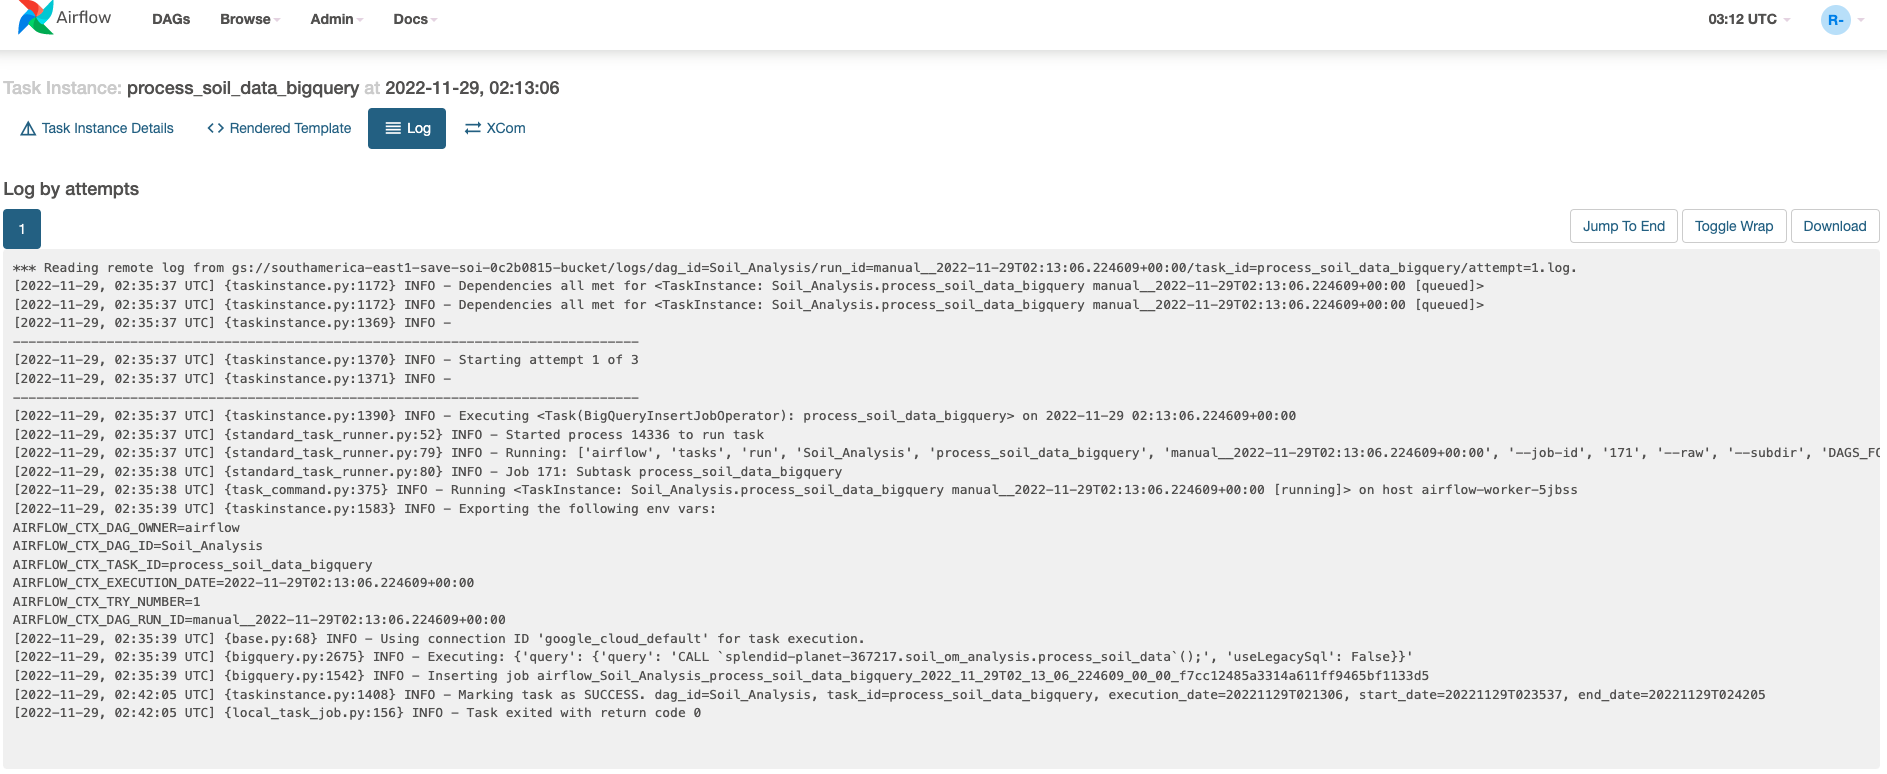 Airflow DAGs Browse Admin Docs 03:12 UTC R-
Task Instance: process_soil_data_bigquery at 2022-11-29, 02:13:06
Task Instance Details <> Rendered Template Log XCom
Log by attempts
1 Jump To End Toggle Wrap Download
*** Reading remote log from gs://southamerica-east1-save-soi-0c2b0815-bucket/logs/dag_id=Soil_Analysis/run_id=manual__2022-11-29T02:13:06.224609+00:00/task_id=process_soil_data_bigquery/attempt=1.log.
[2022-11-29, 02:35:37 UTC] {taskinstance.py:1172} INFO - Dependencies all met for <TaskInstance: Soil_Analysis.process_soil_data_bigquery manual__2022-11-29T02:13:06.224609+00:00 [queued]>
[2022-11-29, 02:35:37 UTC] {taskinstance.py:1172} INFO - Dependencies all met for <TaskInstance: Soil_Analysis.process_soil_data_bigquery manual__2022-11-29T02:13:06.224609+00:00 [queued]>
[2022-11-29, 02:35:37 UTC] {taskinstance.py:1369} INFO -
--------------------------------------------------------------------------------
[2022-11-29, 02:35:37 UTC] {taskinstance.py:1370} INFO - Starting attempt 1 of 3
[2022-11-29, 02:35:37 UTC] {taskinstance.py:1371} INFO -
--------------------------------------------------------------------------------
[2022-11-29, 02:35:37 UTC] {taskinstance.py:1390} INFO - Executing <Task(BigQueryInsertJobOperator): process_soil_data_bigquery> on 2022-11-29 02:13:06.224609+00:00
[2022-11-29, 02:35:37 UTC] {standard_task_runner.py:52} INFO - Started process 14336 to run task
[2022-11-29, 02:35:37 UTC] {standard_task_runner.py:79} INFO - Running: ['airflow', 'tasks', 'run', 'Soil_Analysis', 'process_soil_data_bigquery', 'manual__2022-11-29T02:13:06.224609+00:00', '--job-id', '171', '--raw', '--subdir', 'DAGS_FO
[2022-11-29, 02:35:38 UTC] {standard_task_runner.py:80} INFO - Job 171: Subtask process_soil_data_bigquery
[2022-11-29, 02:35:38 UTC] {task_command.py:375} INFO - Running <TaskInstance: Soil_Analysis.process_soil_data_bigquery manual__2022-11-29T02:13:06.224609+00:00 [running]> on host airflow-worker-5jbss
[2022-11-29, 02:35:39 UTC] {taskinstance.py:1583} INFO - Exporting the following env vars:
AIRFLOW_CTX_DAG_OWNER=airflow
AIRFLOW_CTX_DAG_ID=Soil_Analysis
AIRFLOW_CTX_TASK_ID=process_soil_data_bigquery
AIRFLOW_CTX_EXECUTION_DATE=2022-11-29T02:13:06.224609+00:00
AIRFLOW_CTX_TRY_NUMBER=1
AIRFLOW_CTX_DAG_RUN_ID=manual__2022-11-29T02:13:06.224609+00:00
[2022-11-29, 02:35:39 UTC] {base.py:68} INFO - Using connection ID 'google_cloud_default' for task execution.
[2022-11-29, 02:35:39 UTC] {bigquery.py:2675} INFO - Executing: {'query': {'query': 'CALL `splendid-planet-367217.soil_om_analysis.process_soil_data`();', 'useLegacySql': False}}'
[2022-11-29, 02:35:39 UTC] {bigquery.py:1542} INFO - Inserting job airflow_Soil_Analysis_process_soil_data_bigquery_2022_11_29T02_13_06_224609_00_00_f7cc12485a3314a611ff9465bf1133d5
[2022-11-29, 02:42:05 UTC] {taskinstance.py:1408} INFO - Marking task as SUCCESS. dag_id=Soil_Analysis, task_id=process_soil_data_bigquery, execution_date=20221129T021306, start_date=20221129T023537, end_date=20221129T024205
[2022-11-29, 02:42:05 UTC] {local_task_job.py:156} INFO - Task exited with return code 0